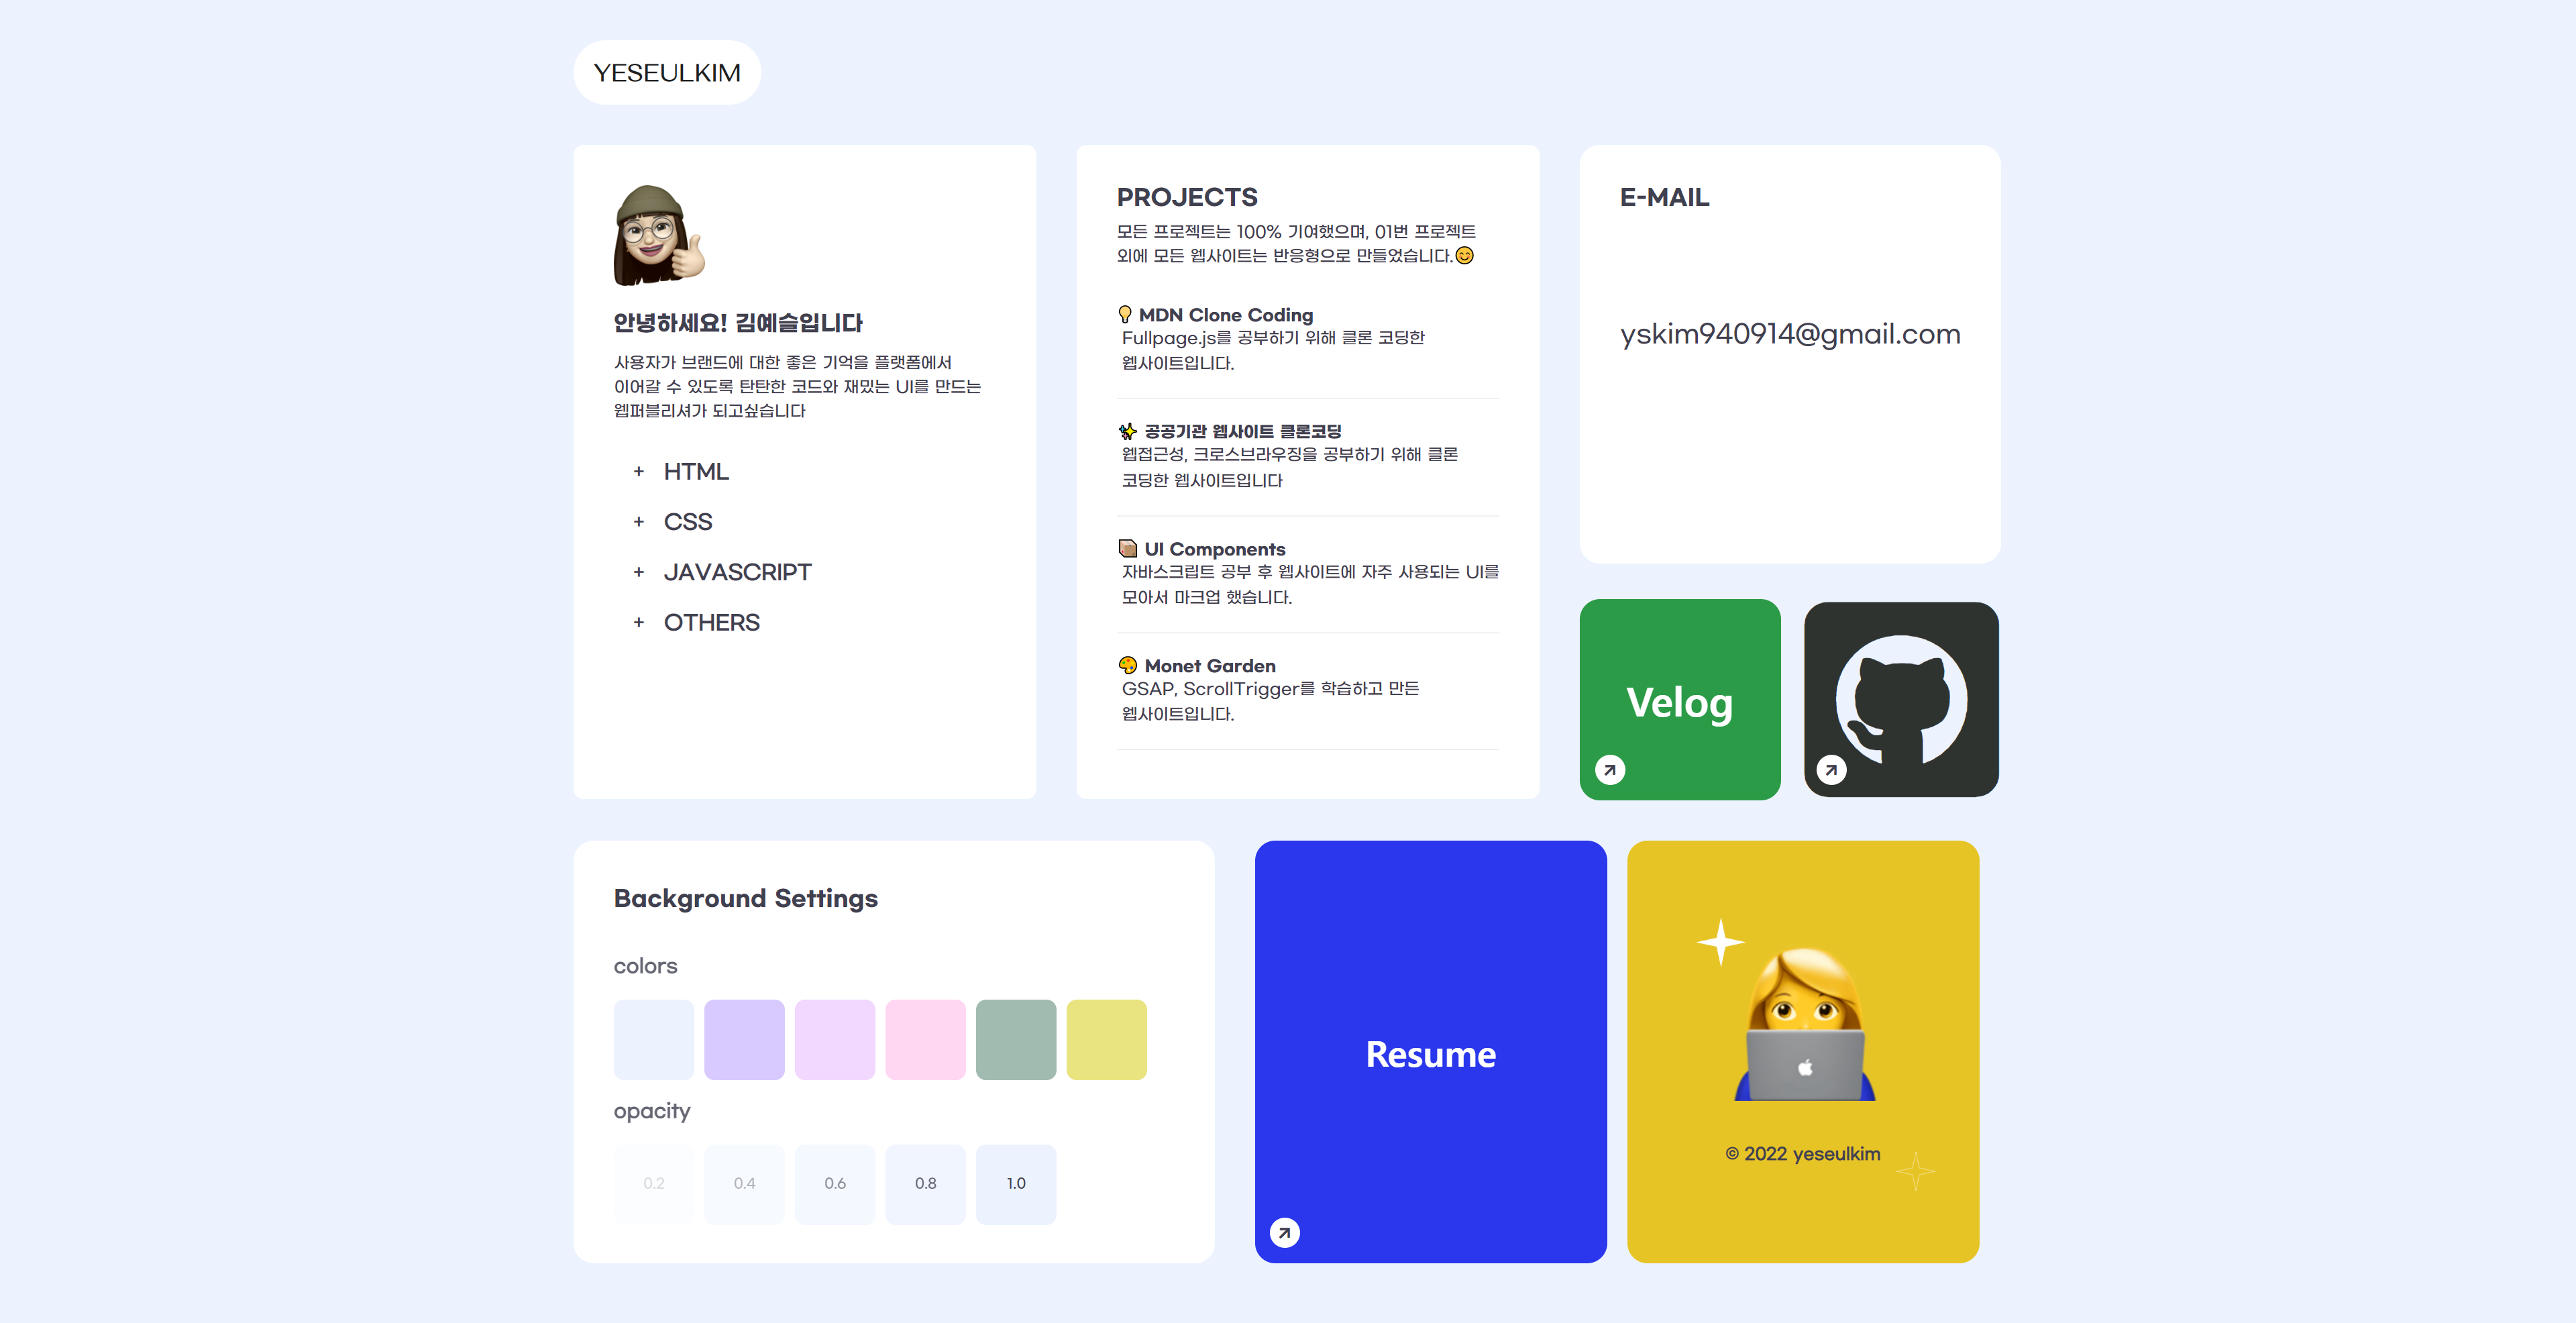 YESEULKIM
안녕하세요! 김예슬입니다
사용자가 브랜드에 대한 좋은 기억을 플랫폼에서
이어갈 수 있도록 탄탄한 코드와 재밌는 UI를 만드는
웹퍼블리셔가 되고싶습니다
+ HTML
+ CSS
+ JAVASCRIPT
+ OTHERS
PROJECTS
모든 프로젝트는 100% 기여했으며, 01번 프로젝트
외에 모든 웹사이트는 반응형으로 만들었습니다.😊
💡 MDN Clone Coding
Fullpage.js를 공부하기 위해 클론 코딩한
웹사이트입니다.
✨ 공공기관 웹사이트 클론코딩
웹접근성, 크로스브라우징을 공부하기 위해 클론
코딩한 웹사이트입니다
📦 UI Components
자바스크립트 공부 후 웹사이트에 자주 사용되는 UI를
모아서 마크업 했습니다.
🎨 Monet Garden
GSAP, ScrollTrigger를 학습하고 만든
웹사이트입니다.
E-MAIL
yskim940914@gmail.com
Velog
Background Settings
colors
opacity
0.2 0.4 0.6 0.8 1.0
Resume
© 2022 yeseulkim